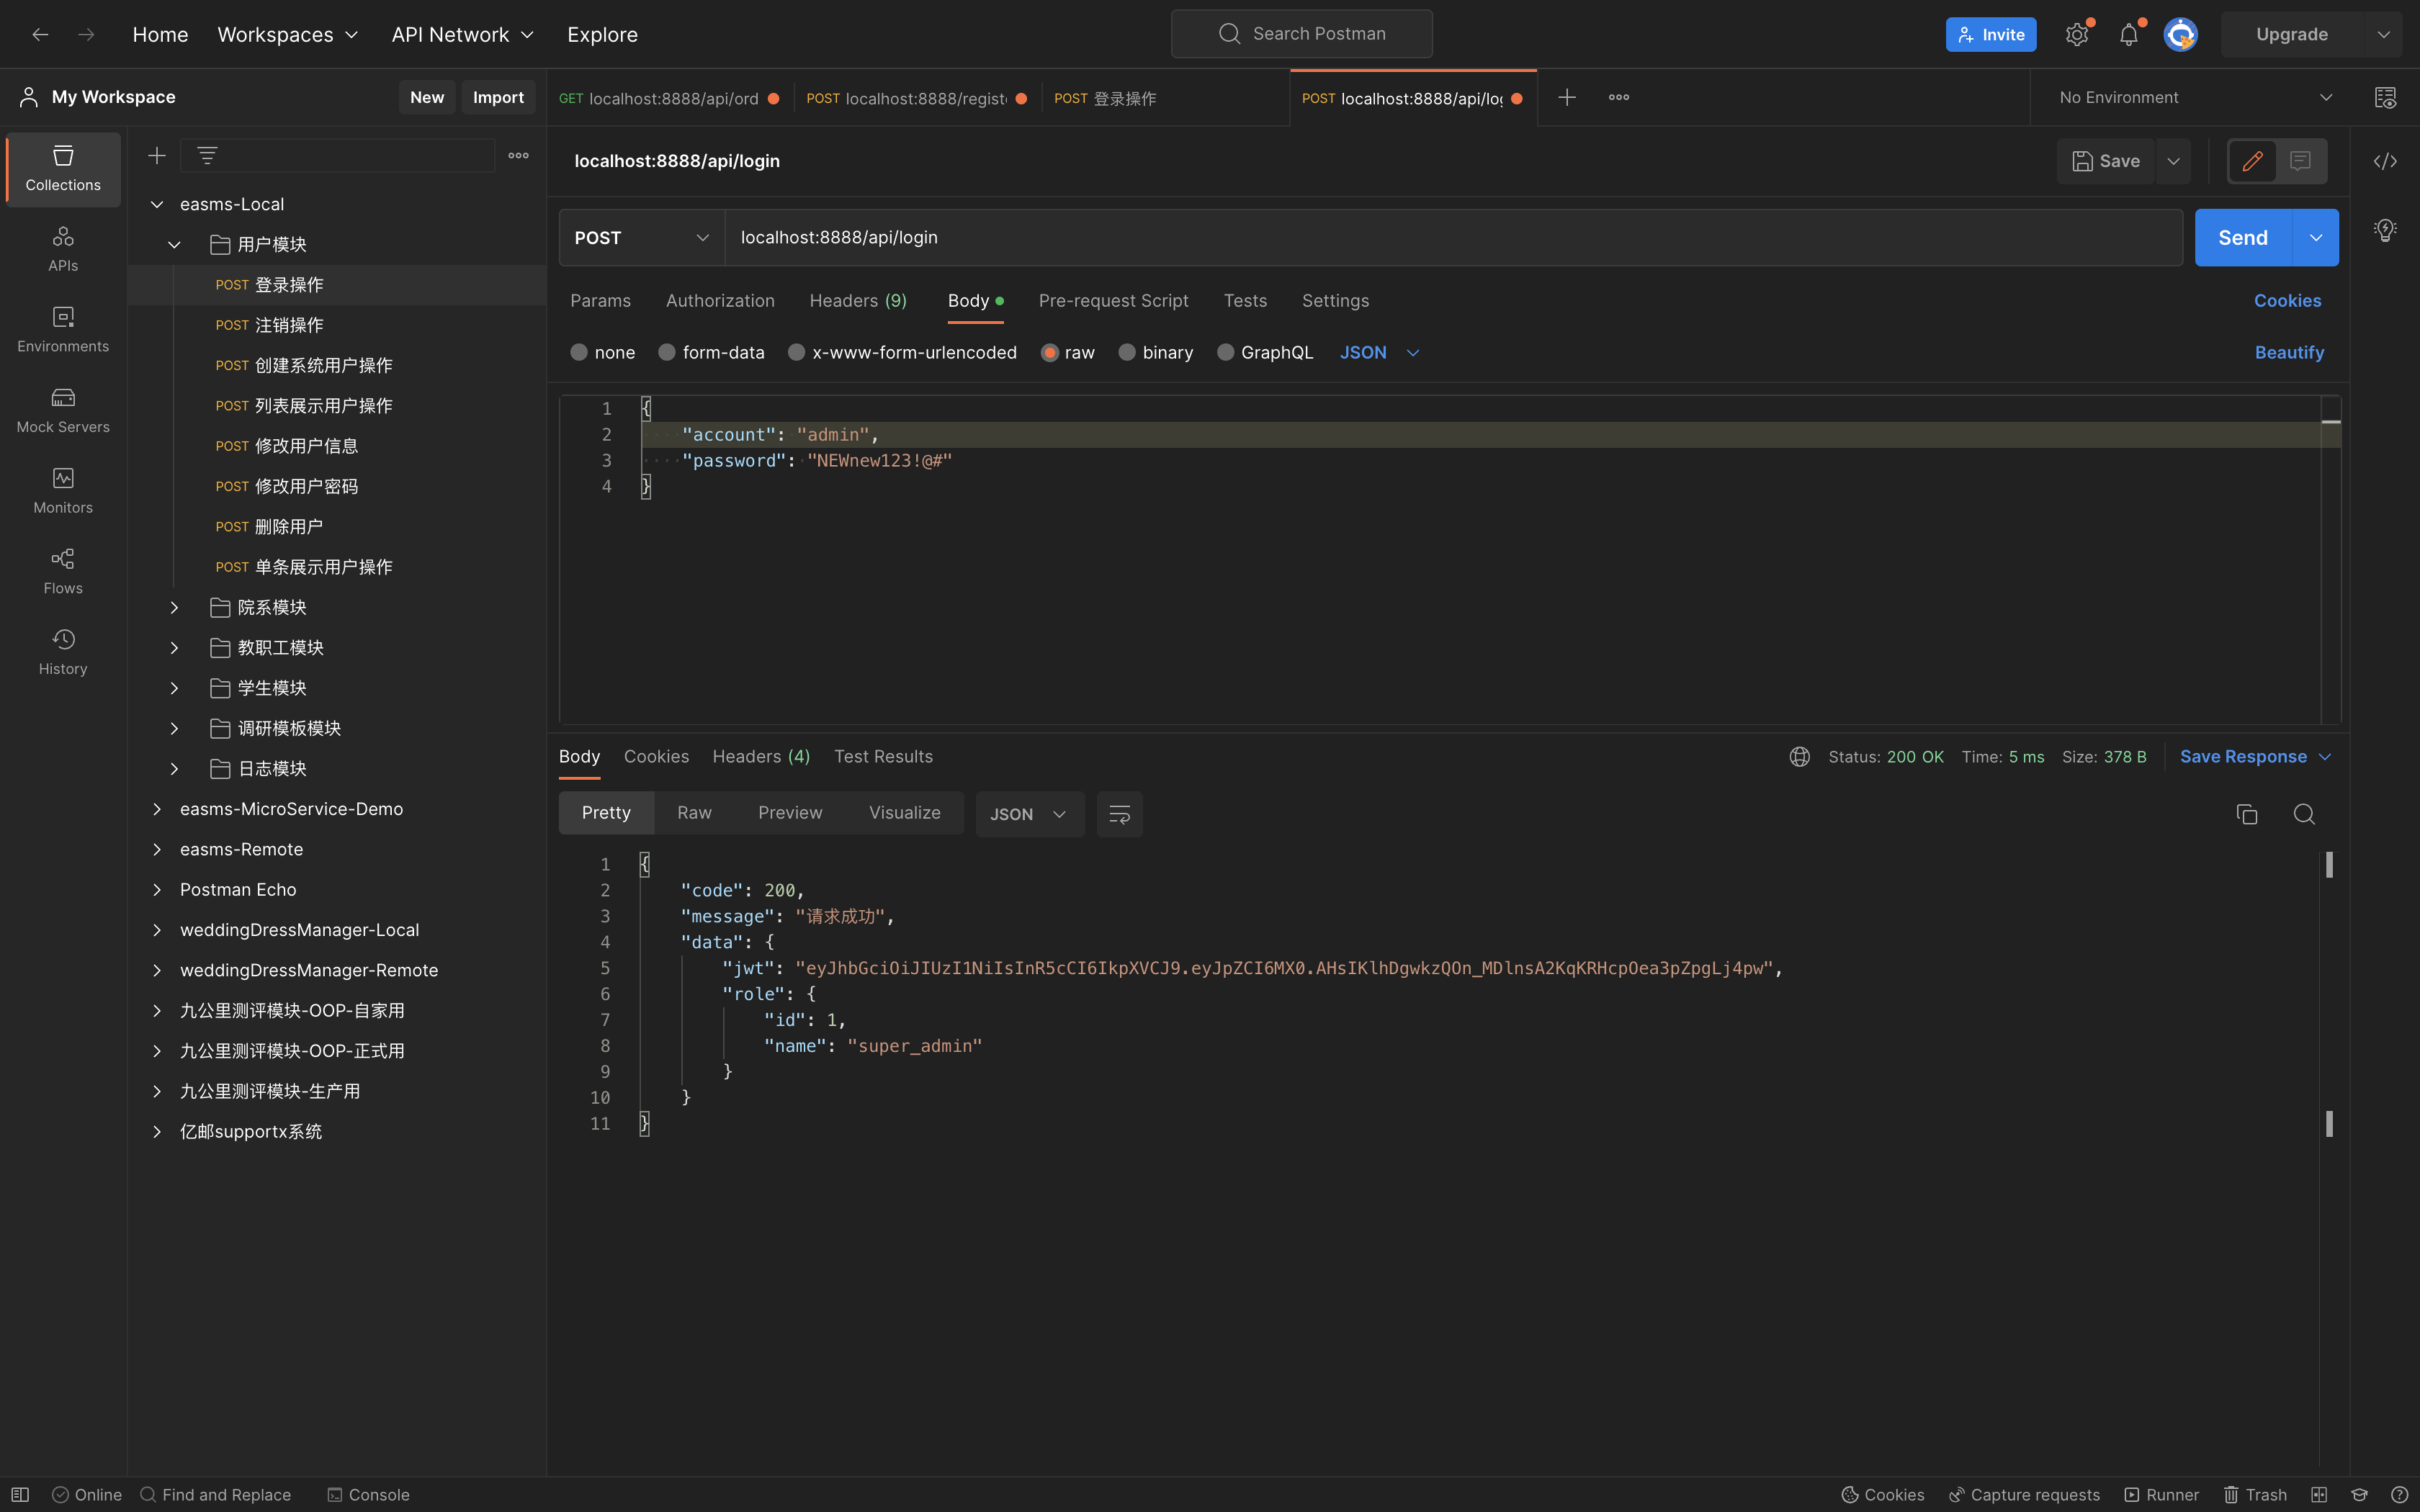 Home Workspaces API Network Explore Search Postman Invite Upgrade
My Workspace New Import
GET localhost:8888/api/ord POST localhost:8888/regist POST 登录操作 POST localhost:8888/api/log No Environment
Collections
APIs
Environments
Mock Servers
Monitors
Flows
History
easms-Local
用户模块
POST 登录操作
POST 注销操作
POST 创建系统用户操作
POST 列表展示用户操作
POST 修改用户信息
POST 修改用户密码
POST 删除用户
POST 单条展示用户操作
院系模块
教职工模块
学生模块
调研模板模块
日志模块
easms-MicroService-Demo
easms-Remote
Postman Echo
weddingDressManager-Local
weddingDressManager-Remote
九公里测评模块-OOP-自家用
九公里测评模块-OOP-正式用
九公里测评模块-生产用
亿邮supportx系统
localhost:8888/api/login Save
POST localhost:8888/api/login Send
Params Authorization Headers (9) Body Pre-request Script Tests Settings Cookies
none form-data x-www-form-urlencoded raw binary GraphQL JSON Beautify
1 {
2 "account": "admin",
3 "password": "NEWnew123!@#"
4 }
Body Cookies Headers (4) Test Results Status: 200 OK Time: 5 ms Size: 378 B Save Response
Pretty Raw Preview Visualize JSON
1 {
2 "code": 200,
3 "message": "请求成功",
4 "data": {
5 "jwt": "eyJhbGciOiJIUzI1NiIsInR5cCI6IkpXVCJ9.eyJpZCI6MX0.AHsIKlhDgwkzQOn_MDlnsA2KqKRHcpOea3pZpgLj4pw",
6 "role": {
7 "id": 1,
8 "name": "super_admin"
9 }
10 }
11 }
Online Find and Replace Console Cookies Capture requests Runner Trash